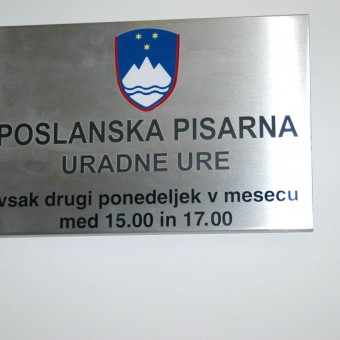 POSLANSKA PISARNA
URADNE URE
vsak drugi ponedeljek v mesecu
med 15.00 in 17.00